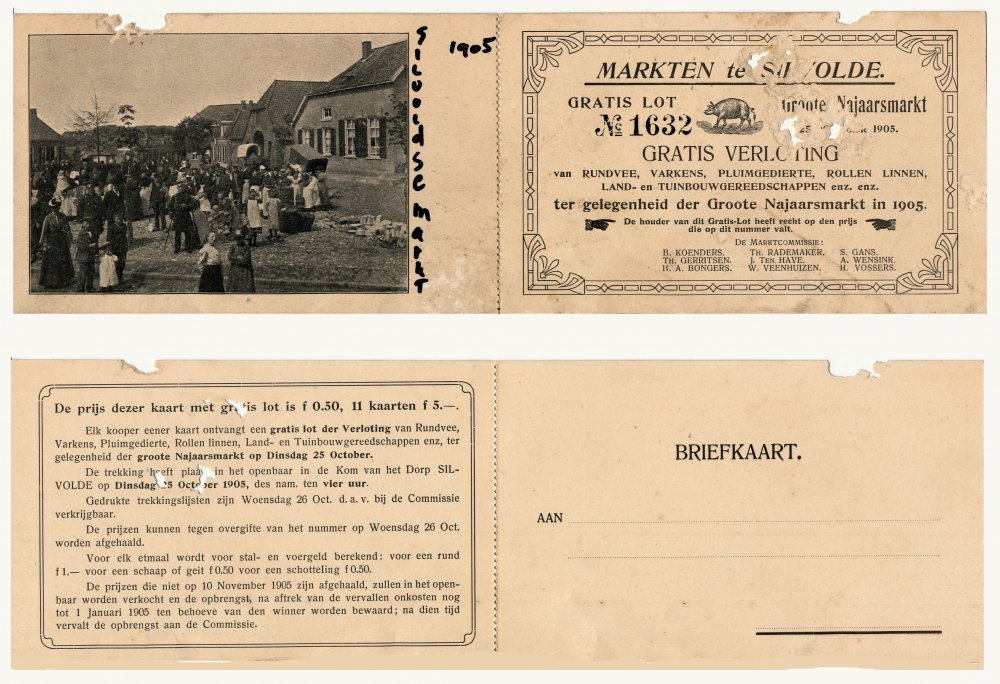 Silvoldse Markt
1905
MARKTEN te SILVOLDE.
GRATIS LOT
№ 1632
Groote Najaarsmarkt
25 OCTOBER 1905.
GRATIS VERLOTING
van RUNDVEE, VARKENS, PLUIMGEDIERTE, ROLLEN LINNEN,
LAND- en TUINBOUWGEREEDSCHAPPEN enz. enz.
ter gelegenheid der Groote Najaarsmarkt in 1905.
De houder van dit Gratis-Lot heeft recht op den prijs
die op dit nummer valt.
DE MARKTCOMMISSIE:
B. KOENDERS. TH. RADEMAKER. S. GANS.
TH. GERRITSEN. J. TEN HAVE. A. WENSINK.
B. A. BONGERS. W. VEENHUIZEN. H. VOSSERS.
De prijs dezer kaart met gratis lot is f 0.50, 11 kaarten f 5.—.
Elk kooper eener kaart ontvangt een gratis lot der Verloting van Rundvee,
Varkens, Pluimgedierte, Rollen linnen, Land- en Tuinbouwgereedschappen enz, ter
gelegenheid der groote Najaarsmarkt op Dinsdag 25 October.
De trekking heeft plaats in het openbaar in de Kom van het Dorp SIL-
VOLDE op Dinsdag 25 October 1905, des nam. ten vier uur.
Gedrukte trekkingslijsten zijn Woensdag 26 Oct. d. a. v. bij de Commissie
verkrijgbaar.
De prijzen kunnen tegen overgifte van het nummer op Woensdag 26 Oct.
worden afgehaald.
Voor elk etmaal wordt voor stal- en voergeld berekend: voor een rund
f 1.— voor een schaap of geit f 0.50 voor een schotteling f 0.50.
De prijzen die niet op 10 November 1905 zijn afgehaald, zullen in het open-
baar worden verkocht en de opbrengst, na aftrek van de vervallen onkosten nog
tot 1 Januari 1905 ten behoeve van den winner worden bewaard; na dien tijd
vervalt de opbrengst aan de Commissie.
BRIEFKAART.
AAN